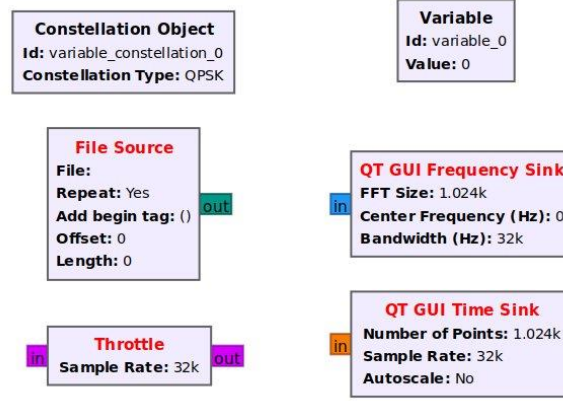 Constellation Object
Id: variable_constellation_0
Constellation Type: QPSK
Variable
Id: variable_0
Value: 0
File Source
File:
Repeat: Yes
Add begin tag: ()
Offset: 0
Length: 0
out
in
QT GUI Frequency Sink
FFT Size: 1.024k
Center Frequency (Hz): 0
Bandwidth (Hz): 32k
in
Throttle
Sample Rate: 32k
out
in
QT GUI Time Sink
Number of Points: 1.024k
Sample Rate: 32k
Autoscale: No